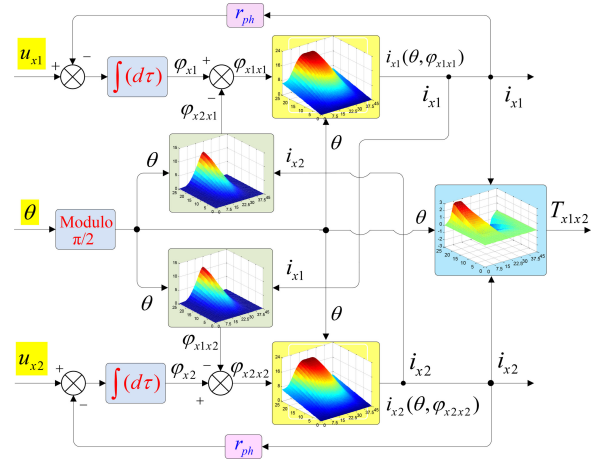 r_ph
u_x1
+
−
∫(dτ)
φ_x1
+
−
φ_x1x1
i_x1(θ,φ_x1x1)
i_x1
i_x1
φ_x2x1
θ
θ
i_x2
θ
Modulo
π/2
θ
T_x1x2
θ
i_x1
θ
φ_x1x2
u_x2
+
−
∫(dτ)
φ_x2
−
+
φ_x2x2
i_x2
i_x2
i_x2(θ,φ_x2x2)
r_ph